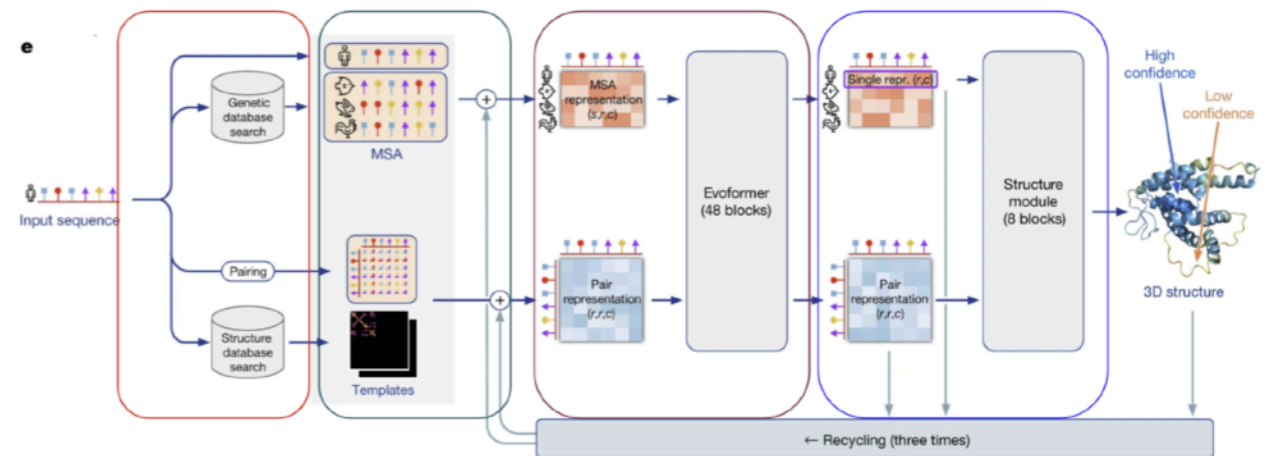 e
Input sequence
Genetic
database
search
Pairing
Structure
database
search
MSA
Templates
+
+
MSA
representation
(s,r,c)
Pair
representation
(r,r,c)
Evoformer
(48 blocks)
Single repr. (r,c)
Pair
representation
(r,r,c)
Structure
module
(8 blocks)
High
confidence
Low
confidence
3D structure
← Recycling (three times)